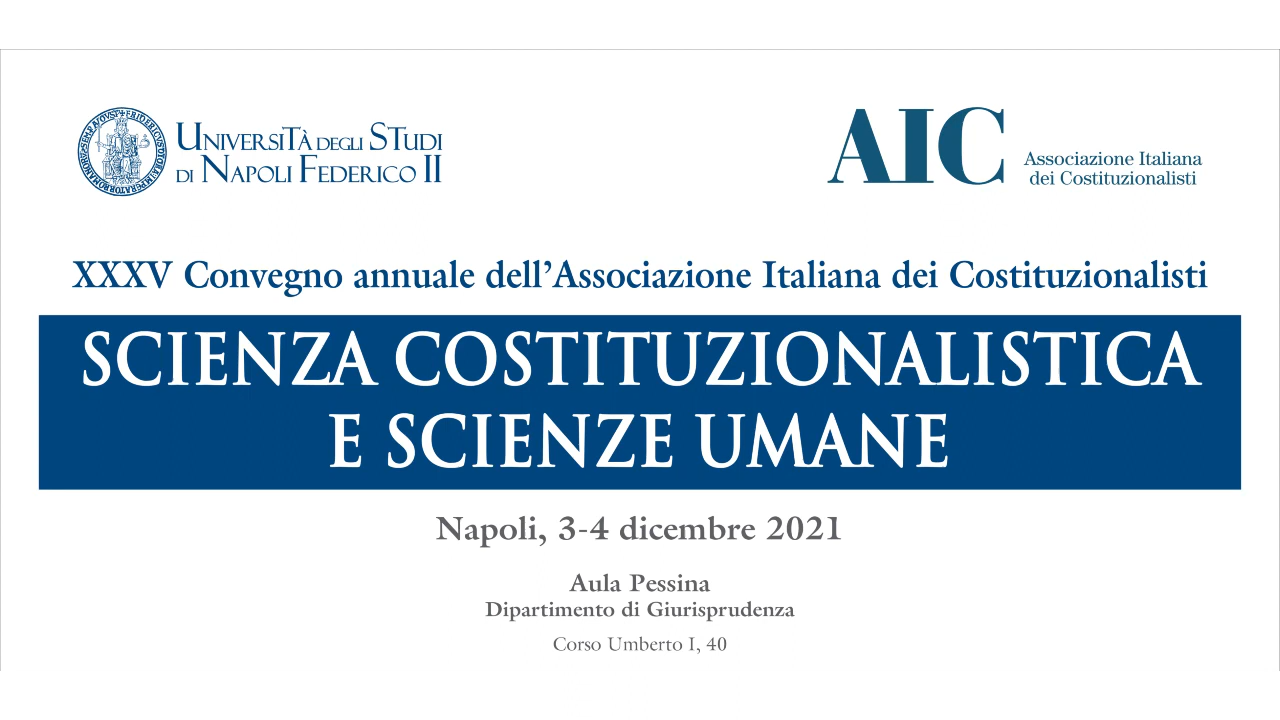 UNIVERSITÀ DEGLI STUDI
DI NAPOLI FEDERICO II
AIC
Associazione Italiana
dei Costituzionalisti
XXXV Convegno annuale dell'Associazione Italiana dei Costituzionalisti
SCIENZA COSTITUZIONALISTICA
E SCIENZE UMANE
Napoli, 3-4 dicembre 2021
Aula Pessina
Dipartimento di Giurisprudenza
Corso Umberto I, 40